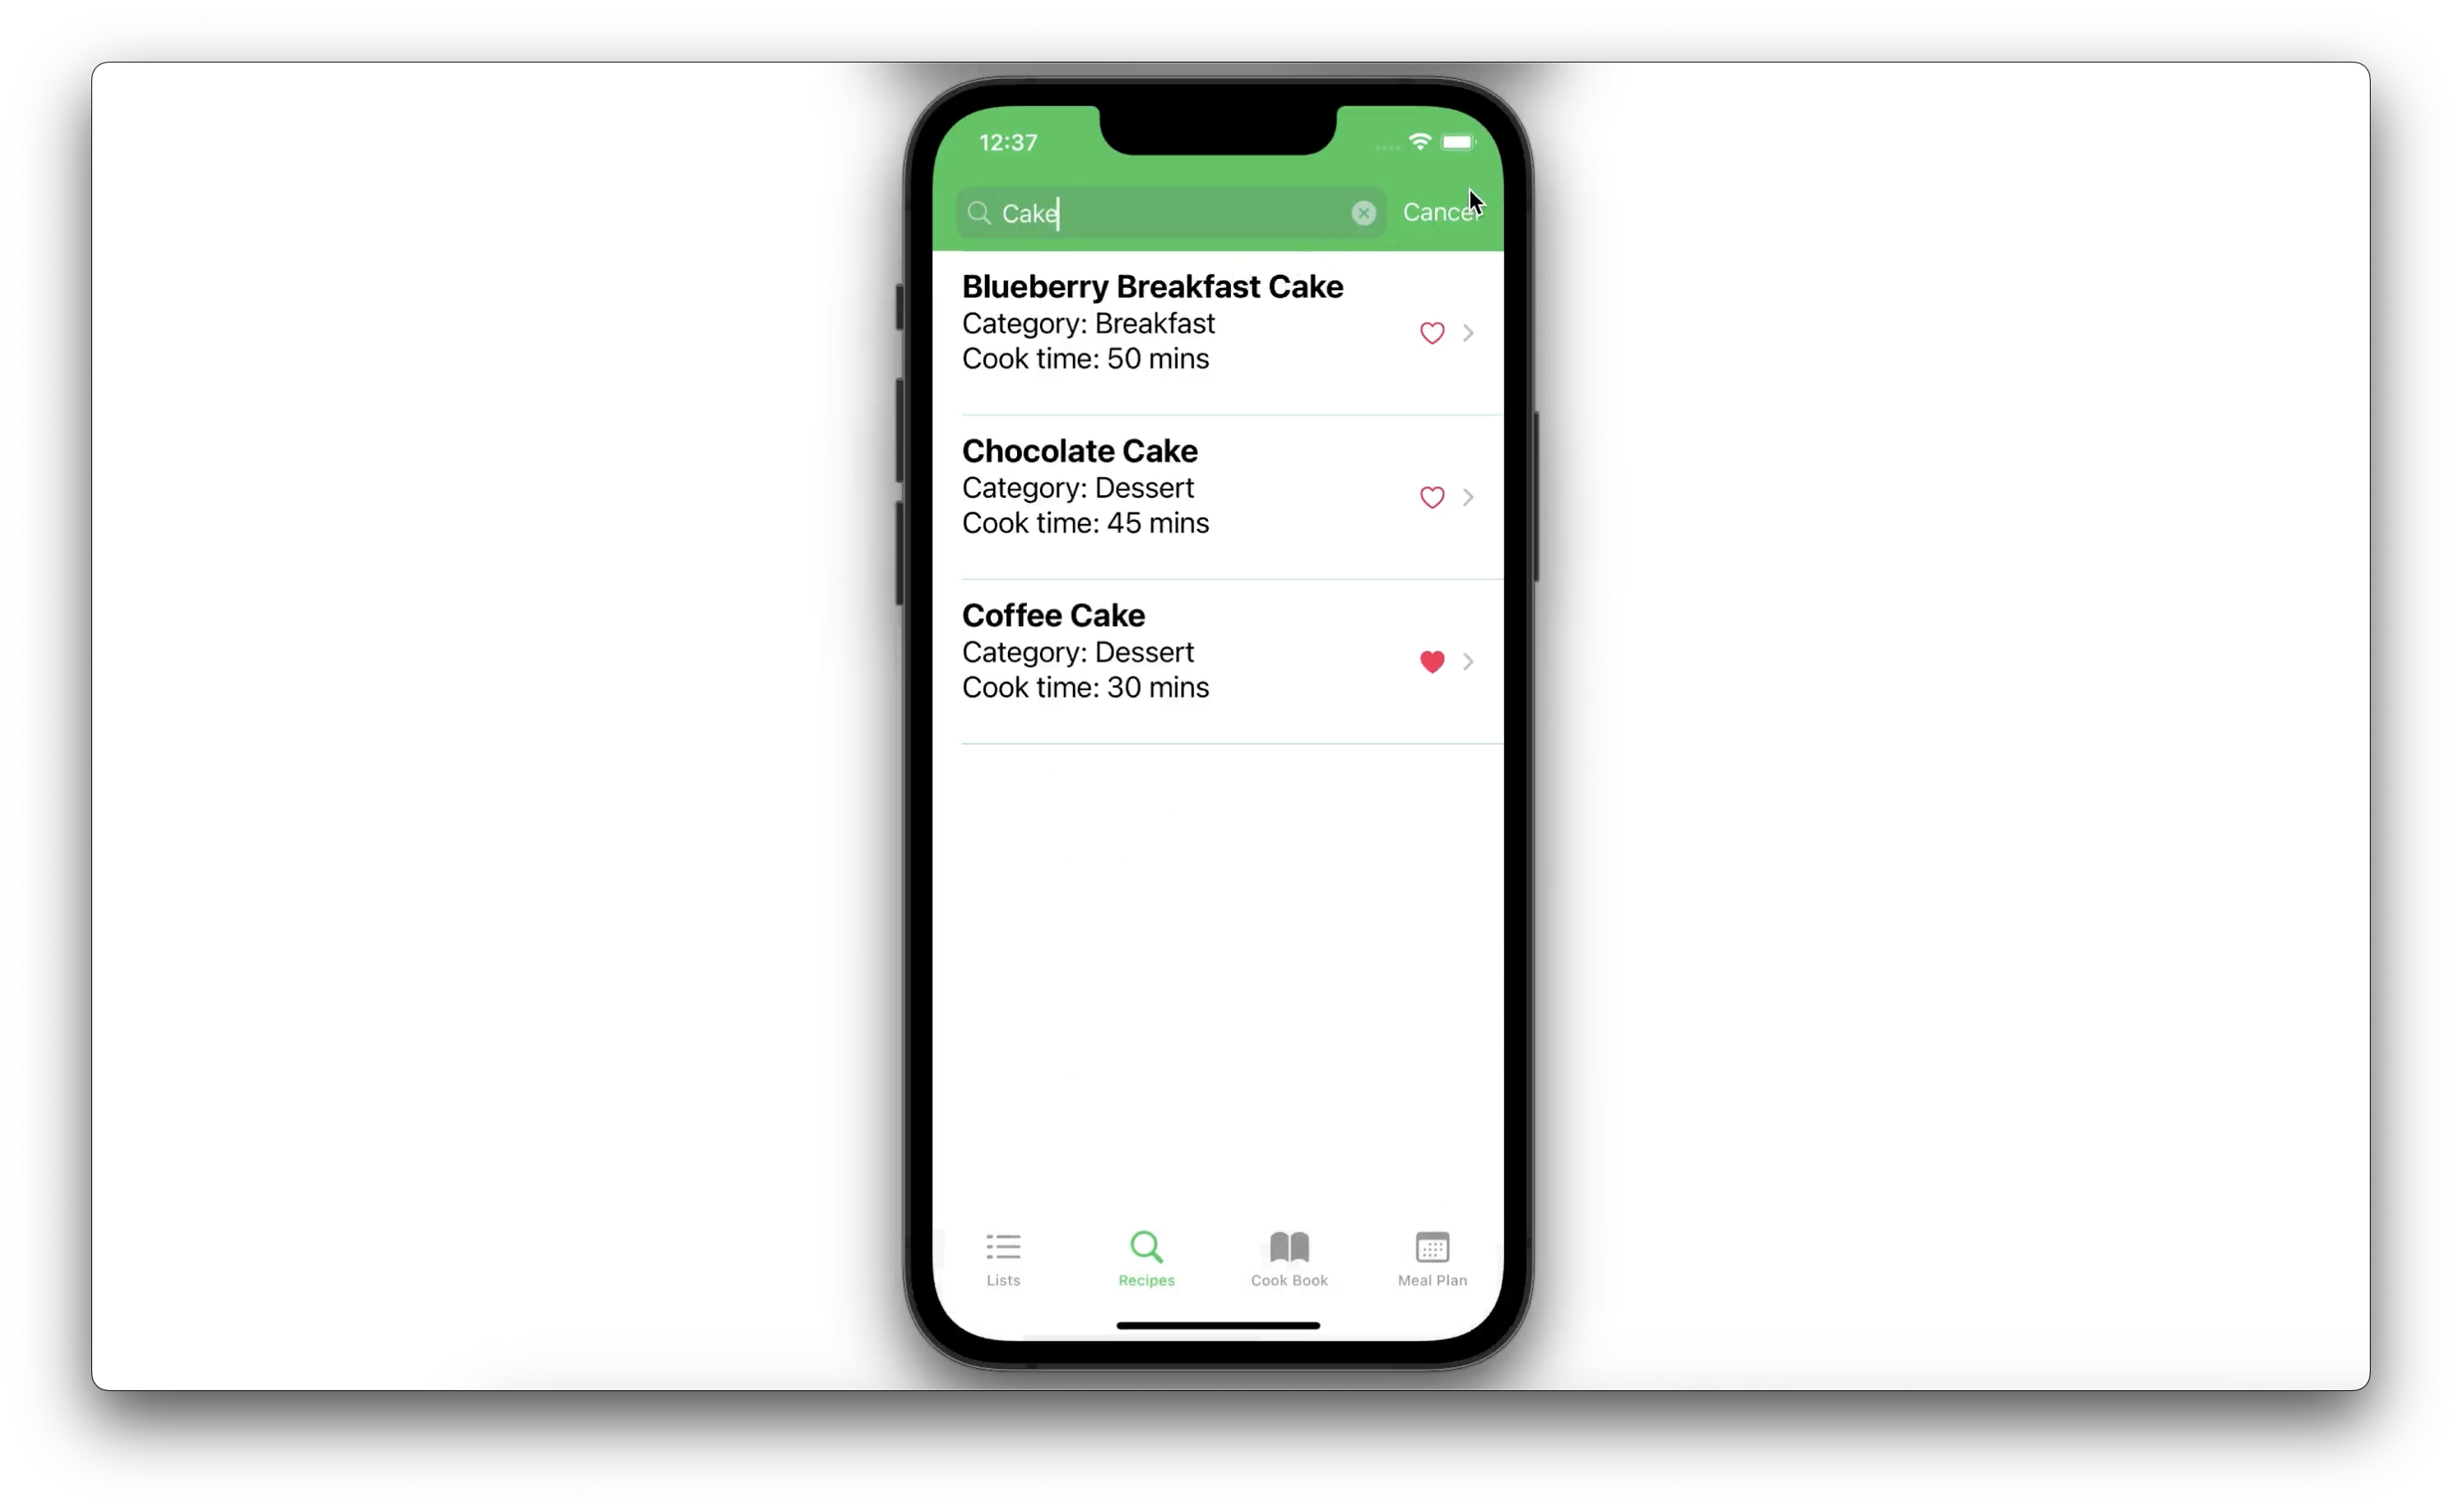 12:37
Cake
Cancel
Blueberry Breakfast Cake
Category: Breakfast
Cook time: 50 mins
Chocolate Cake
Category: Dessert
Cook time: 45 mins
Coffee Cake
Category: Dessert
Cook time: 30 mins
Lists
Recipes
Cook Book
Meal Plan